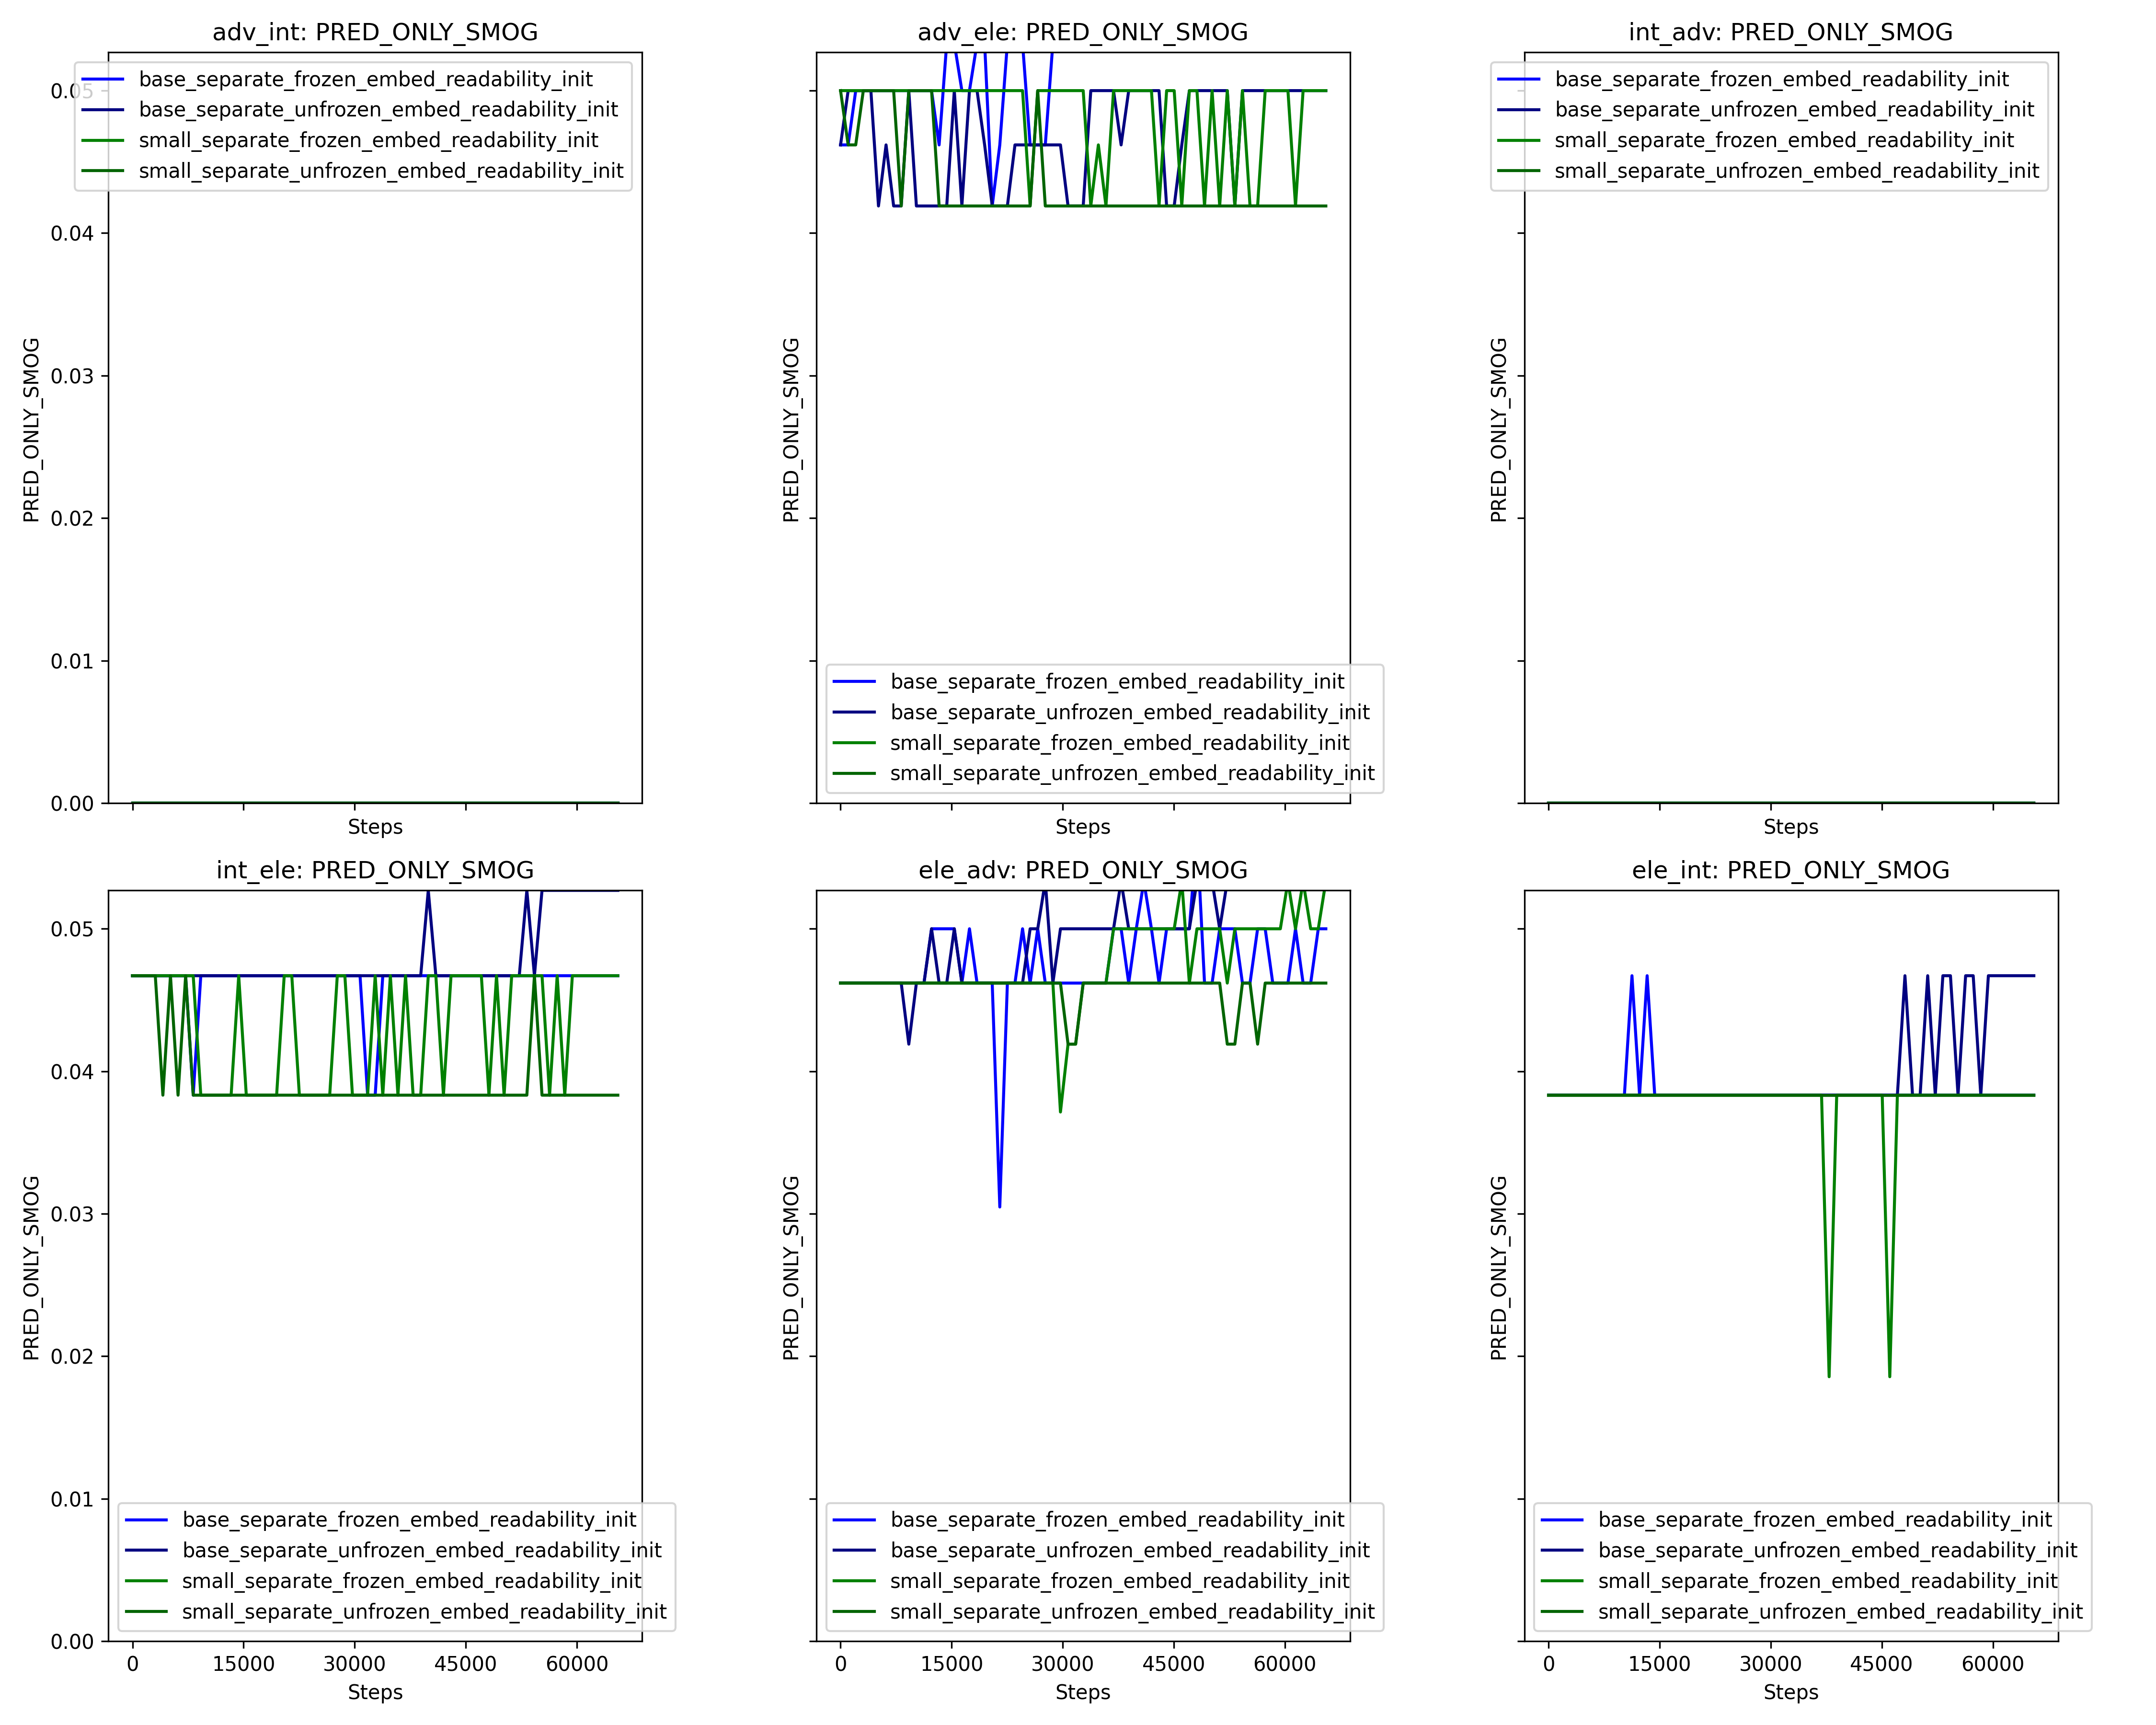 adv_int: PRED_ONLY_SMOG
base_separate_frozen_embed_readability_init
base_separate_unfrozen_embed_readability_init
small_separate_frozen_embed_readability_init
small_separate_unfrozen_embed_readability_init
0.05
0.04
0.03
0.02
0.01
0.00
PRED_ONLY_SMOG
Steps
adv_ele: PRED_ONLY_SMOG
PRED_ONLY_SMOG
base_separate_frozen_embed_readability_init
base_separate_unfrozen_embed_readability_init
small_separate_frozen_embed_readability_init
small_separate_unfrozen_embed_readability_init
Steps
int_adv: PRED_ONLY_SMOG
base_separate_frozen_embed_readability_init
base_separate_unfrozen_embed_readability_init
small_separate_frozen_embed_readability_init
small_separate_unfrozen_embed_readability_init
PRED_ONLY_SMOG
Steps
int_ele: PRED_ONLY_SMOG
0.05
0.04
0.03
0.02
0.01
0.00
PRED_ONLY_SMOG
base_separate_frozen_embed_readability_init
base_separate_unfrozen_embed_readability_init
small_separate_frozen_embed_readability_init
small_separate_unfrozen_embed_readability_init
0 15000 30000 45000 60000
Steps
ele_adv: PRED_ONLY_SMOG
PRED_ONLY_SMOG
base_separate_frozen_embed_readability_init
base_separate_unfrozen_embed_readability_init
small_separate_frozen_embed_readability_init
small_separate_unfrozen_embed_readability_init
0 15000 30000 45000 60000
Steps
ele_int: PRED_ONLY_SMOG
PRED_ONLY_SMOG
base_separate_frozen_embed_readability_init
base_separate_unfrozen_embed_readability_init
small_separate_frozen_embed_readability_init
small_separate_unfrozen_embed_readability_init
0 15000 30000 45000 60000
Steps